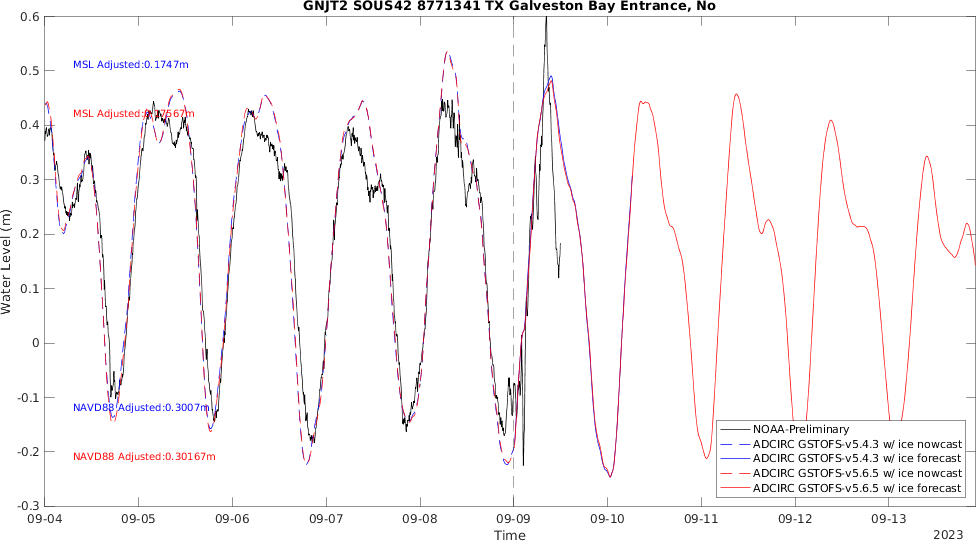 GNJT2 SOUS42 8771341 TX Galveston Bay Entrance, No
0.6
0.5
0.4
0.3
0.2
0.1
0
-0.1
-0.2
-0.3
Water Level (m)
MSL Adjusted:0.1747m
MSL Adjusted:0.17567m
NAVD88 Adjusted:0.3007m
NAVD88 Adjusted:0.30167m
NOAA-Preliminary
ADCIRC GSTOFS-v5.4.3 w/ ice nowcast
ADCIRC GSTOFS-v5.4.3 w/ ice forecast
ADCIRC GSTOFS-v5.6.5 w/ ice nowcast
ADCIRC GSTOFS-v5.6.5 w/ ice forecast
09-04 09-05 09-06 09-07 09-08 09-09 09-10 09-11 09-12 09-13
Time
2023